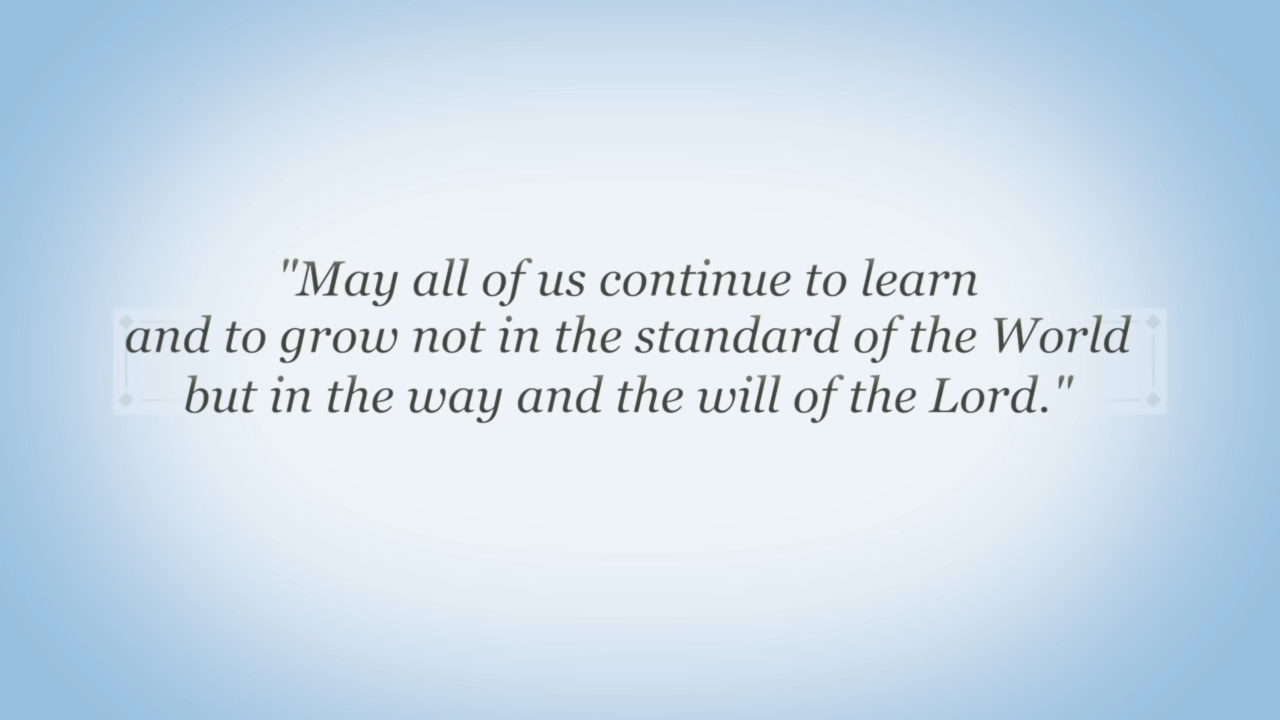 "May all of us continue to learn
and to grow not in the standard of the World
but in the way and the will of the Lord."